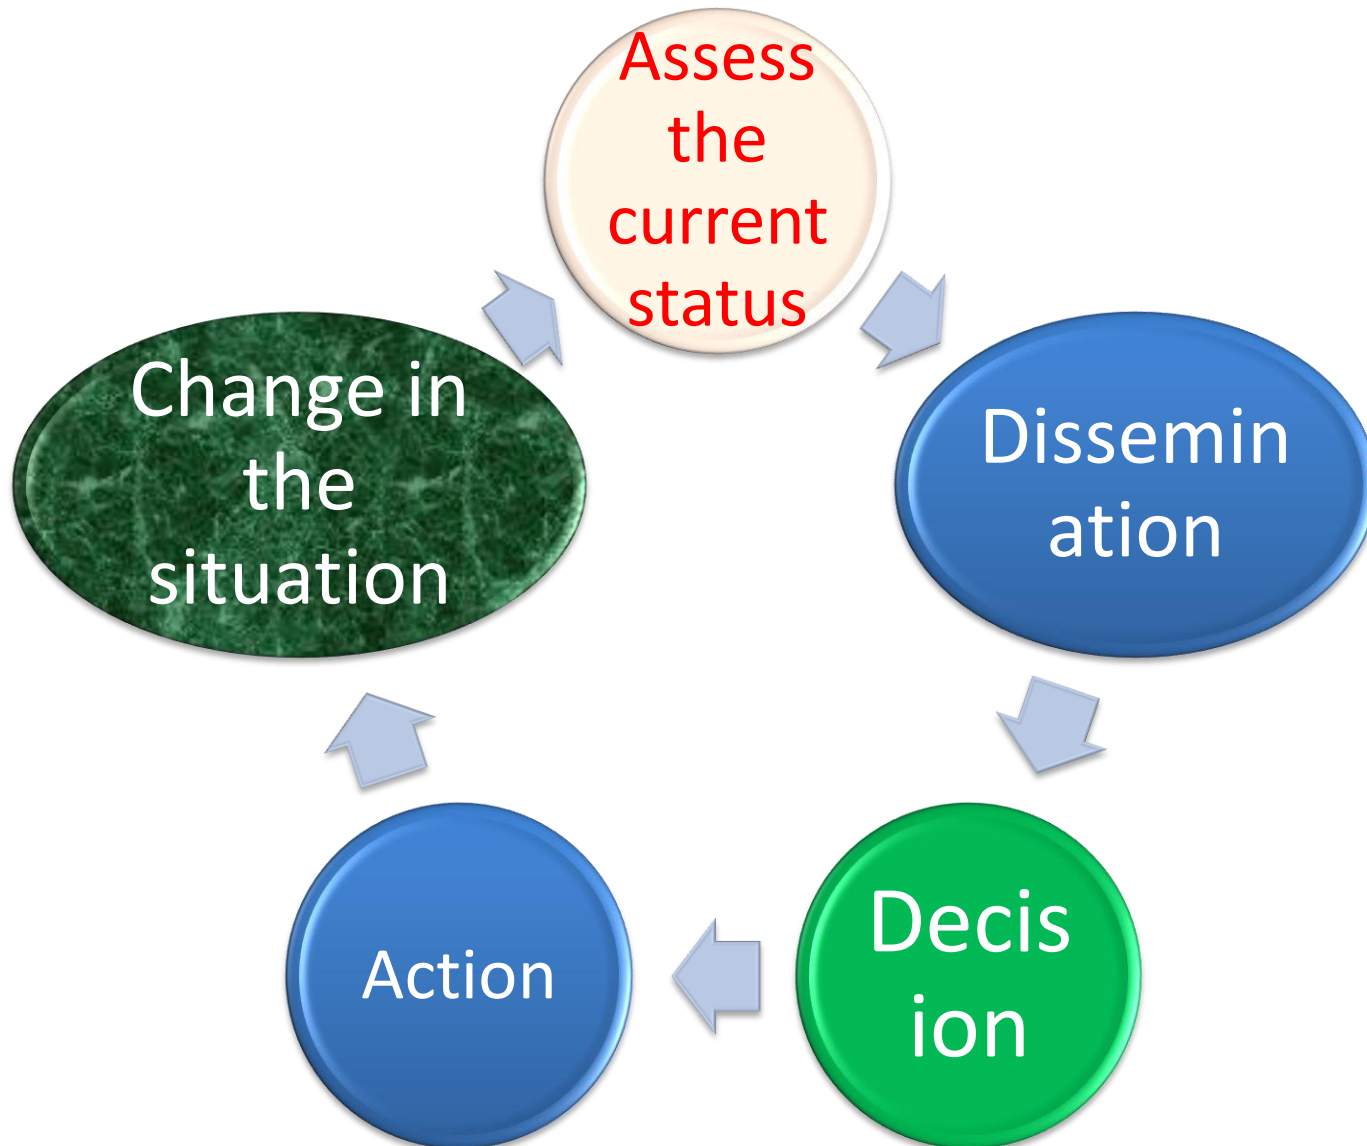 Assess
the
current
status
Dissemin
ation
Decis
ion
Action
Change in
the
situation